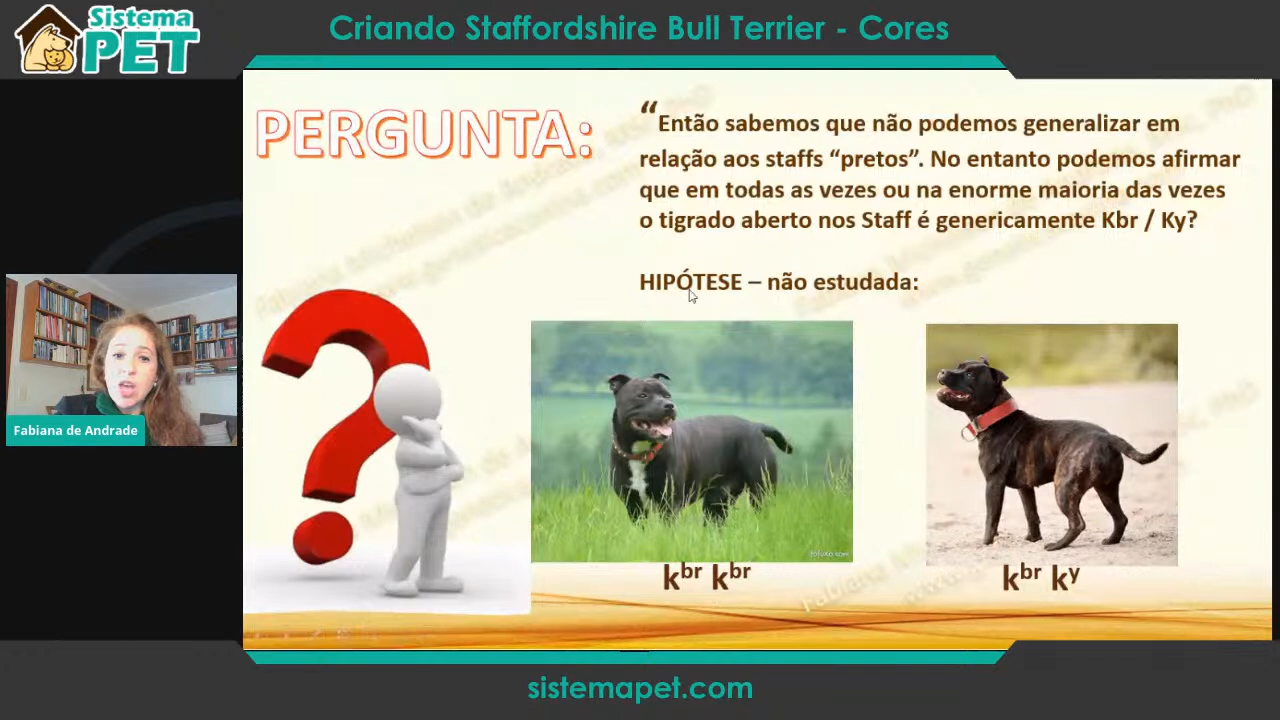 Sistema
PET
Criando Staffordshire Bull Terrier - Cores
PERGUNTA:
“Então sabemos que não podemos generalizar em
relação aos staffs “pretos”. No entanto podemos afirmar
que em todas as vezes ou na enorme maioria das vezes
o tigrado aberto nos Staff é genericamente Kbr / Ky?
HIPÓTESE – não estudada:
Fabiana de Andrade
kbr kbr
kbr ky
sistemapet.com